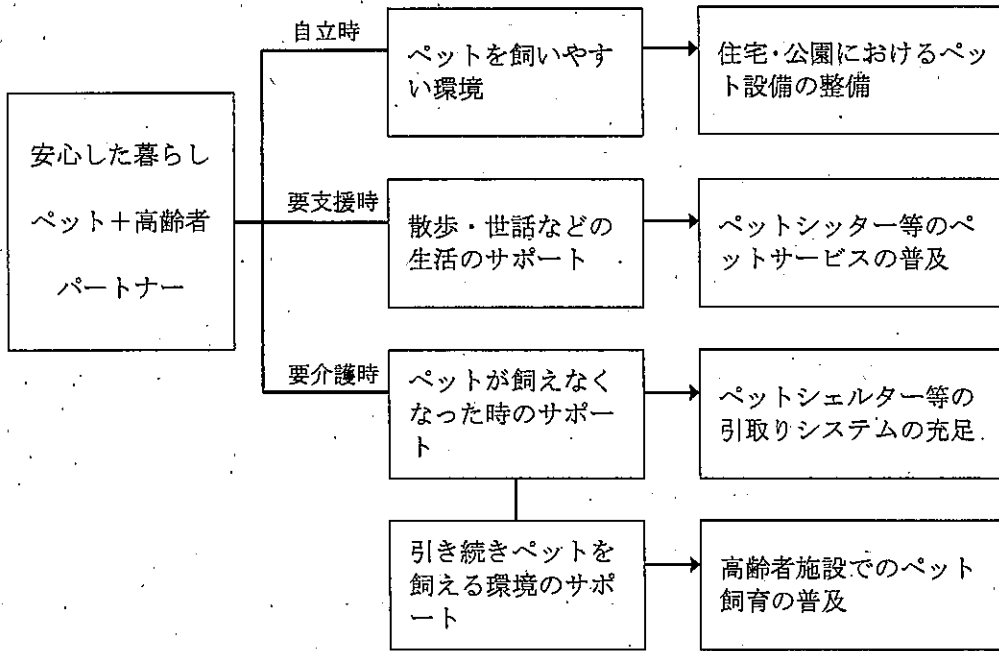 自立時
ペットを飼いやす
い環境
住宅・公園におけるペッ
ト設備の整備
安心した暮らし
ペット＋高齢者
パートナー
要支援時
散歩・世話などの
生活のサポート
ペットシッター等のペ
ットサービスの普及
要介護時
ペットが飼えなく
なった時のサポー
ト
ペットシェルター等の
引取りシステムの充足
引き続きペットを
飼える環境のサポ
ート
高齢者施設でのペット
飼育の普及